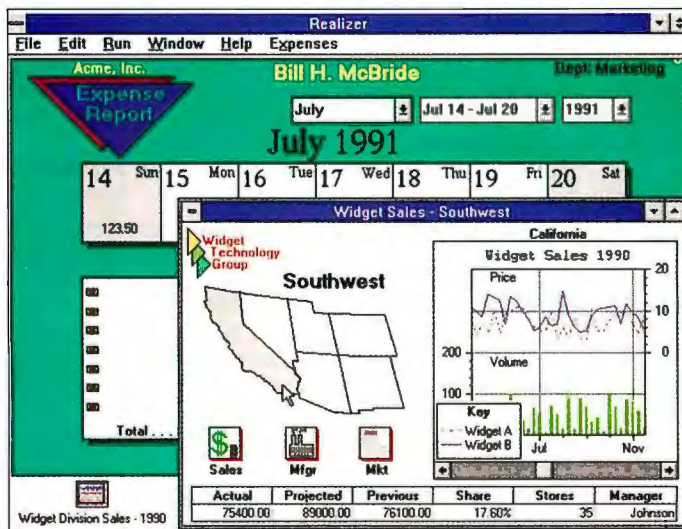 Realizer
File Edit Run Window Help Expenses
Acme, Inc.
Bill H. McBride
Dept: Marketing
Expense
Report
July
Jul 14 - Jul 20
1991
July 1991
14 Sun 15 Mon 16 Tue 17 Wed 18 Thu 19 Fri 20 Sat
123.50
Widget Sales - Southwest
Widget
Technology
Group
Southwest
California
Widget Sales 1990
Price
20
10
0
200
Volume
100
Key
Widget A
Widget B
Jul
Nov
Total . . .
Sales
Mfgr
Mkt
Widget Division Sales - 1990
Actual Projected Previous Share Stores Manager
75400.00 89000.00 76100.00 17.60% 35 Johnson